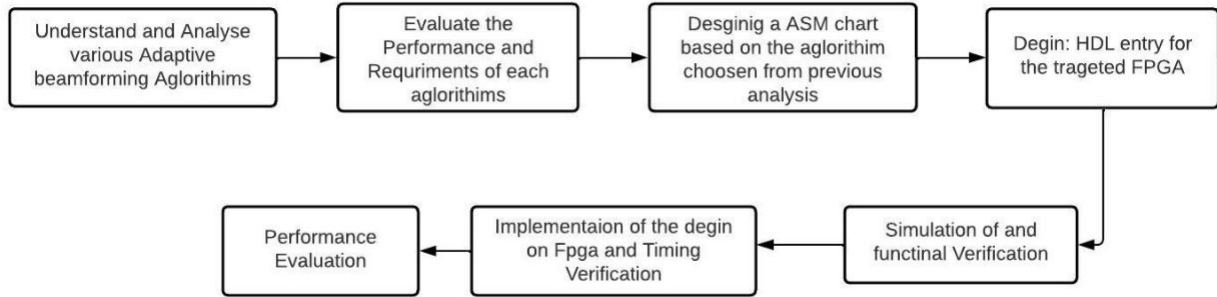 Understand and Analyse
various Adaptive
beamforming Aglorithims
Evaluate the
Performance and
Requriments of each
aglorithims
Desgining a ASM chart
based on the aglorithim
choosen from previous
analysis
Degin: HDL entry for
the trageted FPGA
Simulation of and
functinal Verification
Implementaion of the degin
on Fpga and Timing
Verification
Performance
Evaluation